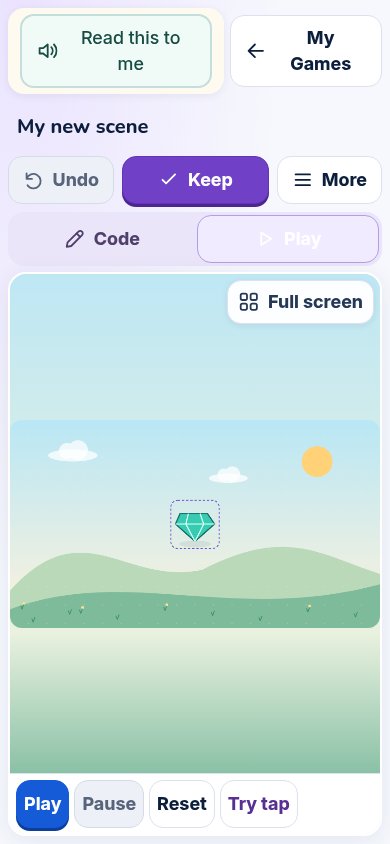 Read this to
me
My
Games
My new scene
Undo
Keep
More
Code
Play
Full screen
Play
Pause
Reset
Try tap